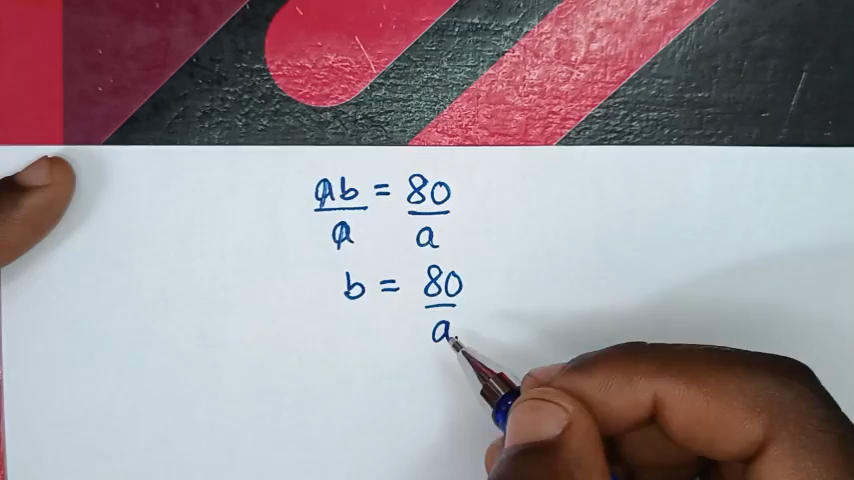 ab = 80
a a
b = 80
a